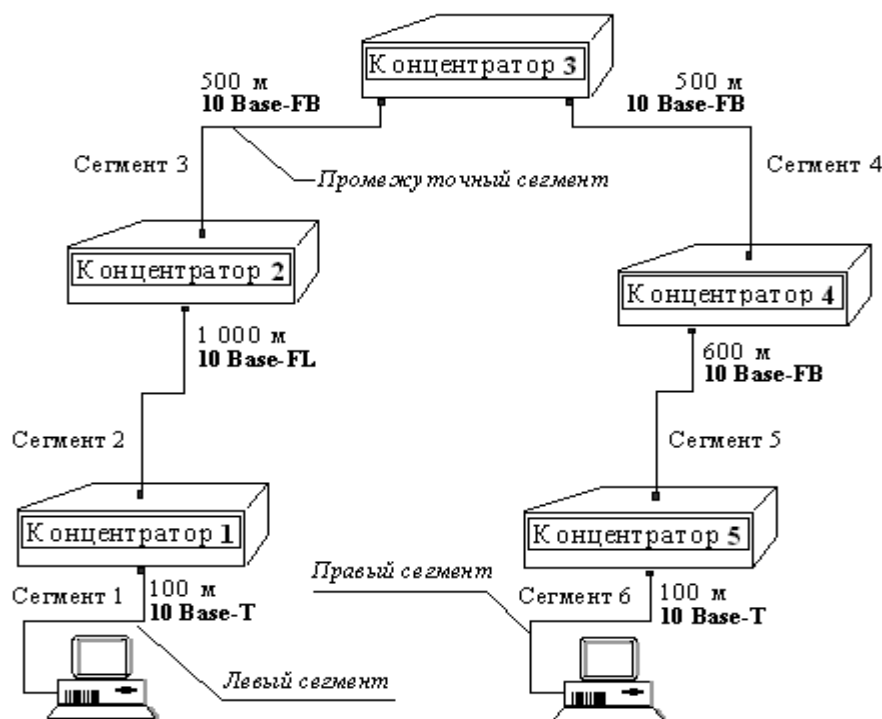 Концентратор 3
500 м
10 Base-FB
500 м
10 Base-FB
Сегмент 3
Промежуточный сегмент
Сегмент 4
Концентратор 2
Концентратор 4
1 000 м
10 Base-FL
600 м
10 Base-FB
Сегмент 2
Сегмент 5
Концентратор 1
Концентратор 5
Сегмент 1
100 м
10 Base-T
Правый сегмент
Сегмент 6
100 м
10 Base-T
Левый сегмент